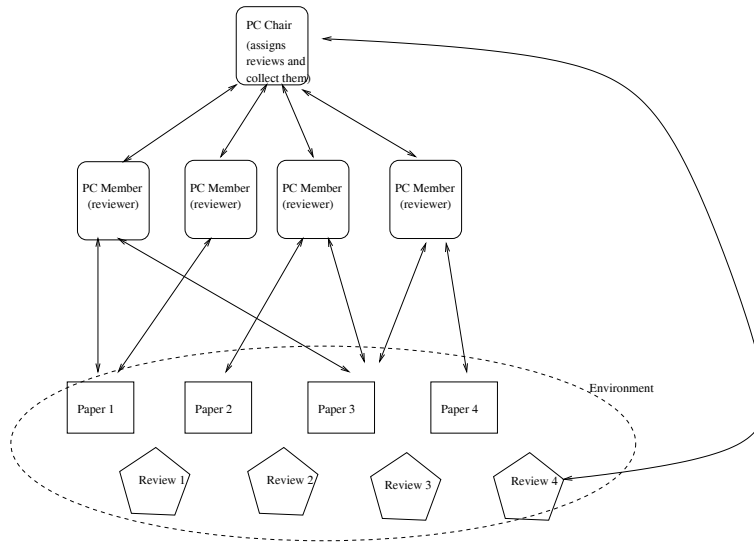 PC Chair
(assigns
reviews and
collect them)
PC Member
(reviewer)
PC Member
(reviewer)
PC Member
(reviewer)
PC Member
(reviewer)
Environment
Paper 1
Paper 2
Paper 3
Paper 4
Review 1
Review 2
Review 3
Review 4